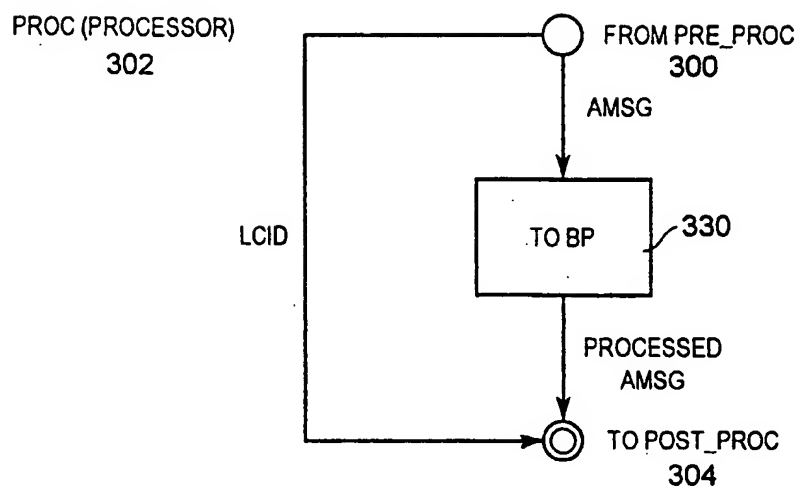 PROC (PROCESSOR)
302
FROM PRE_PROC
300
AMSG
LCID
TO BP
330
PROCESSED
AMSG
TO POST_PROC
304